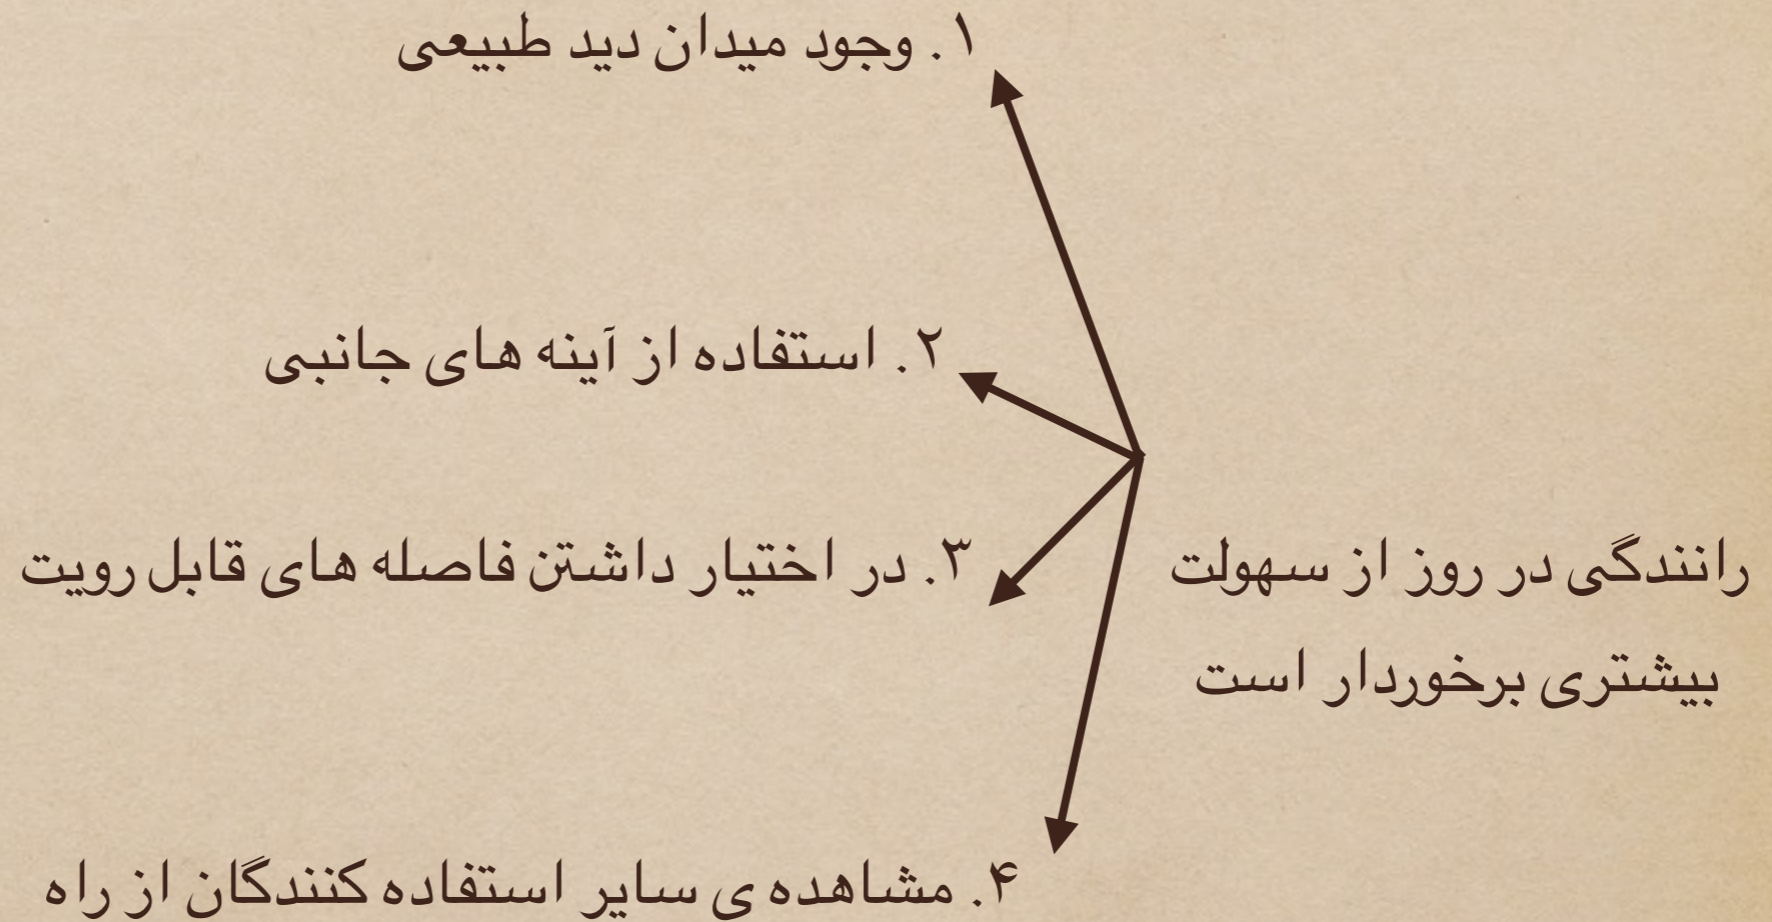 رانندگی در روز از سهولت
بیشتری برخوردار است
۱. وجود میدان دید طبیعی
۲. استفاده از آینه های جانبی
۳. در اختیار داشتن فاصله های قابل رویت
۴. مشاهده ی سایر استفاده کنندگان از راه